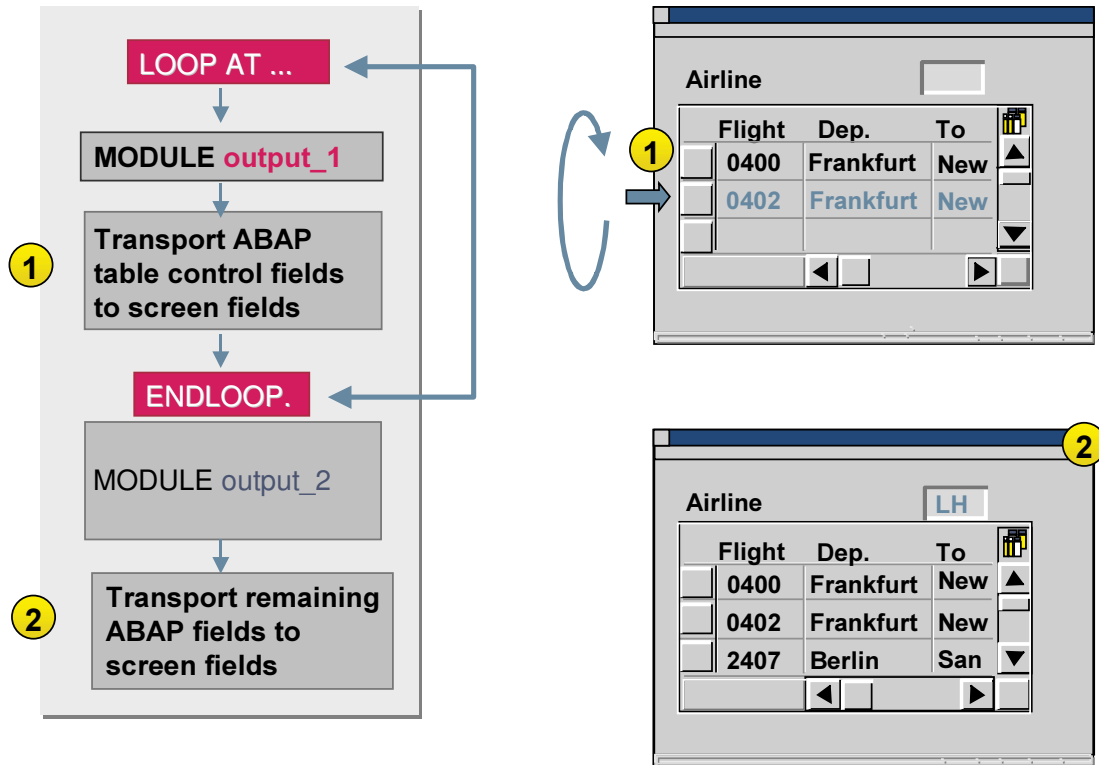 LOOP AT ...
MODULE output_1
1
Transport ABAP
table control fields
to screen fields
ENDLOOP.
MODULE output_2
2
Transport remaining
ABAP fields to
screen fields
Airline
1
Flight Dep. To
0400 Frankfurt New
0402 Frankfurt New
2
Airline LH
Flight Dep. To
0400 Frankfurt New
0402 Frankfurt New
2407 Berlin San